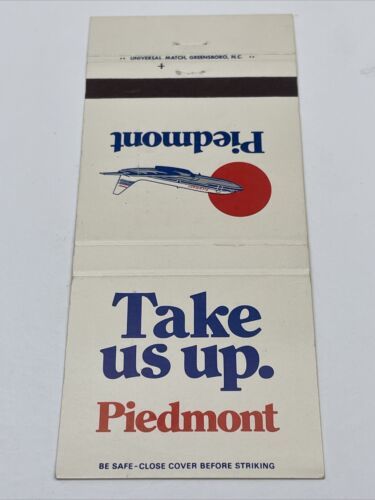 UNIVERSAL MATCH, GREENSBORO, N.C.
Piedmont
Take
us up.
Piedmont
BE SAFE-CLOSE COVER BEFORE STRIKING